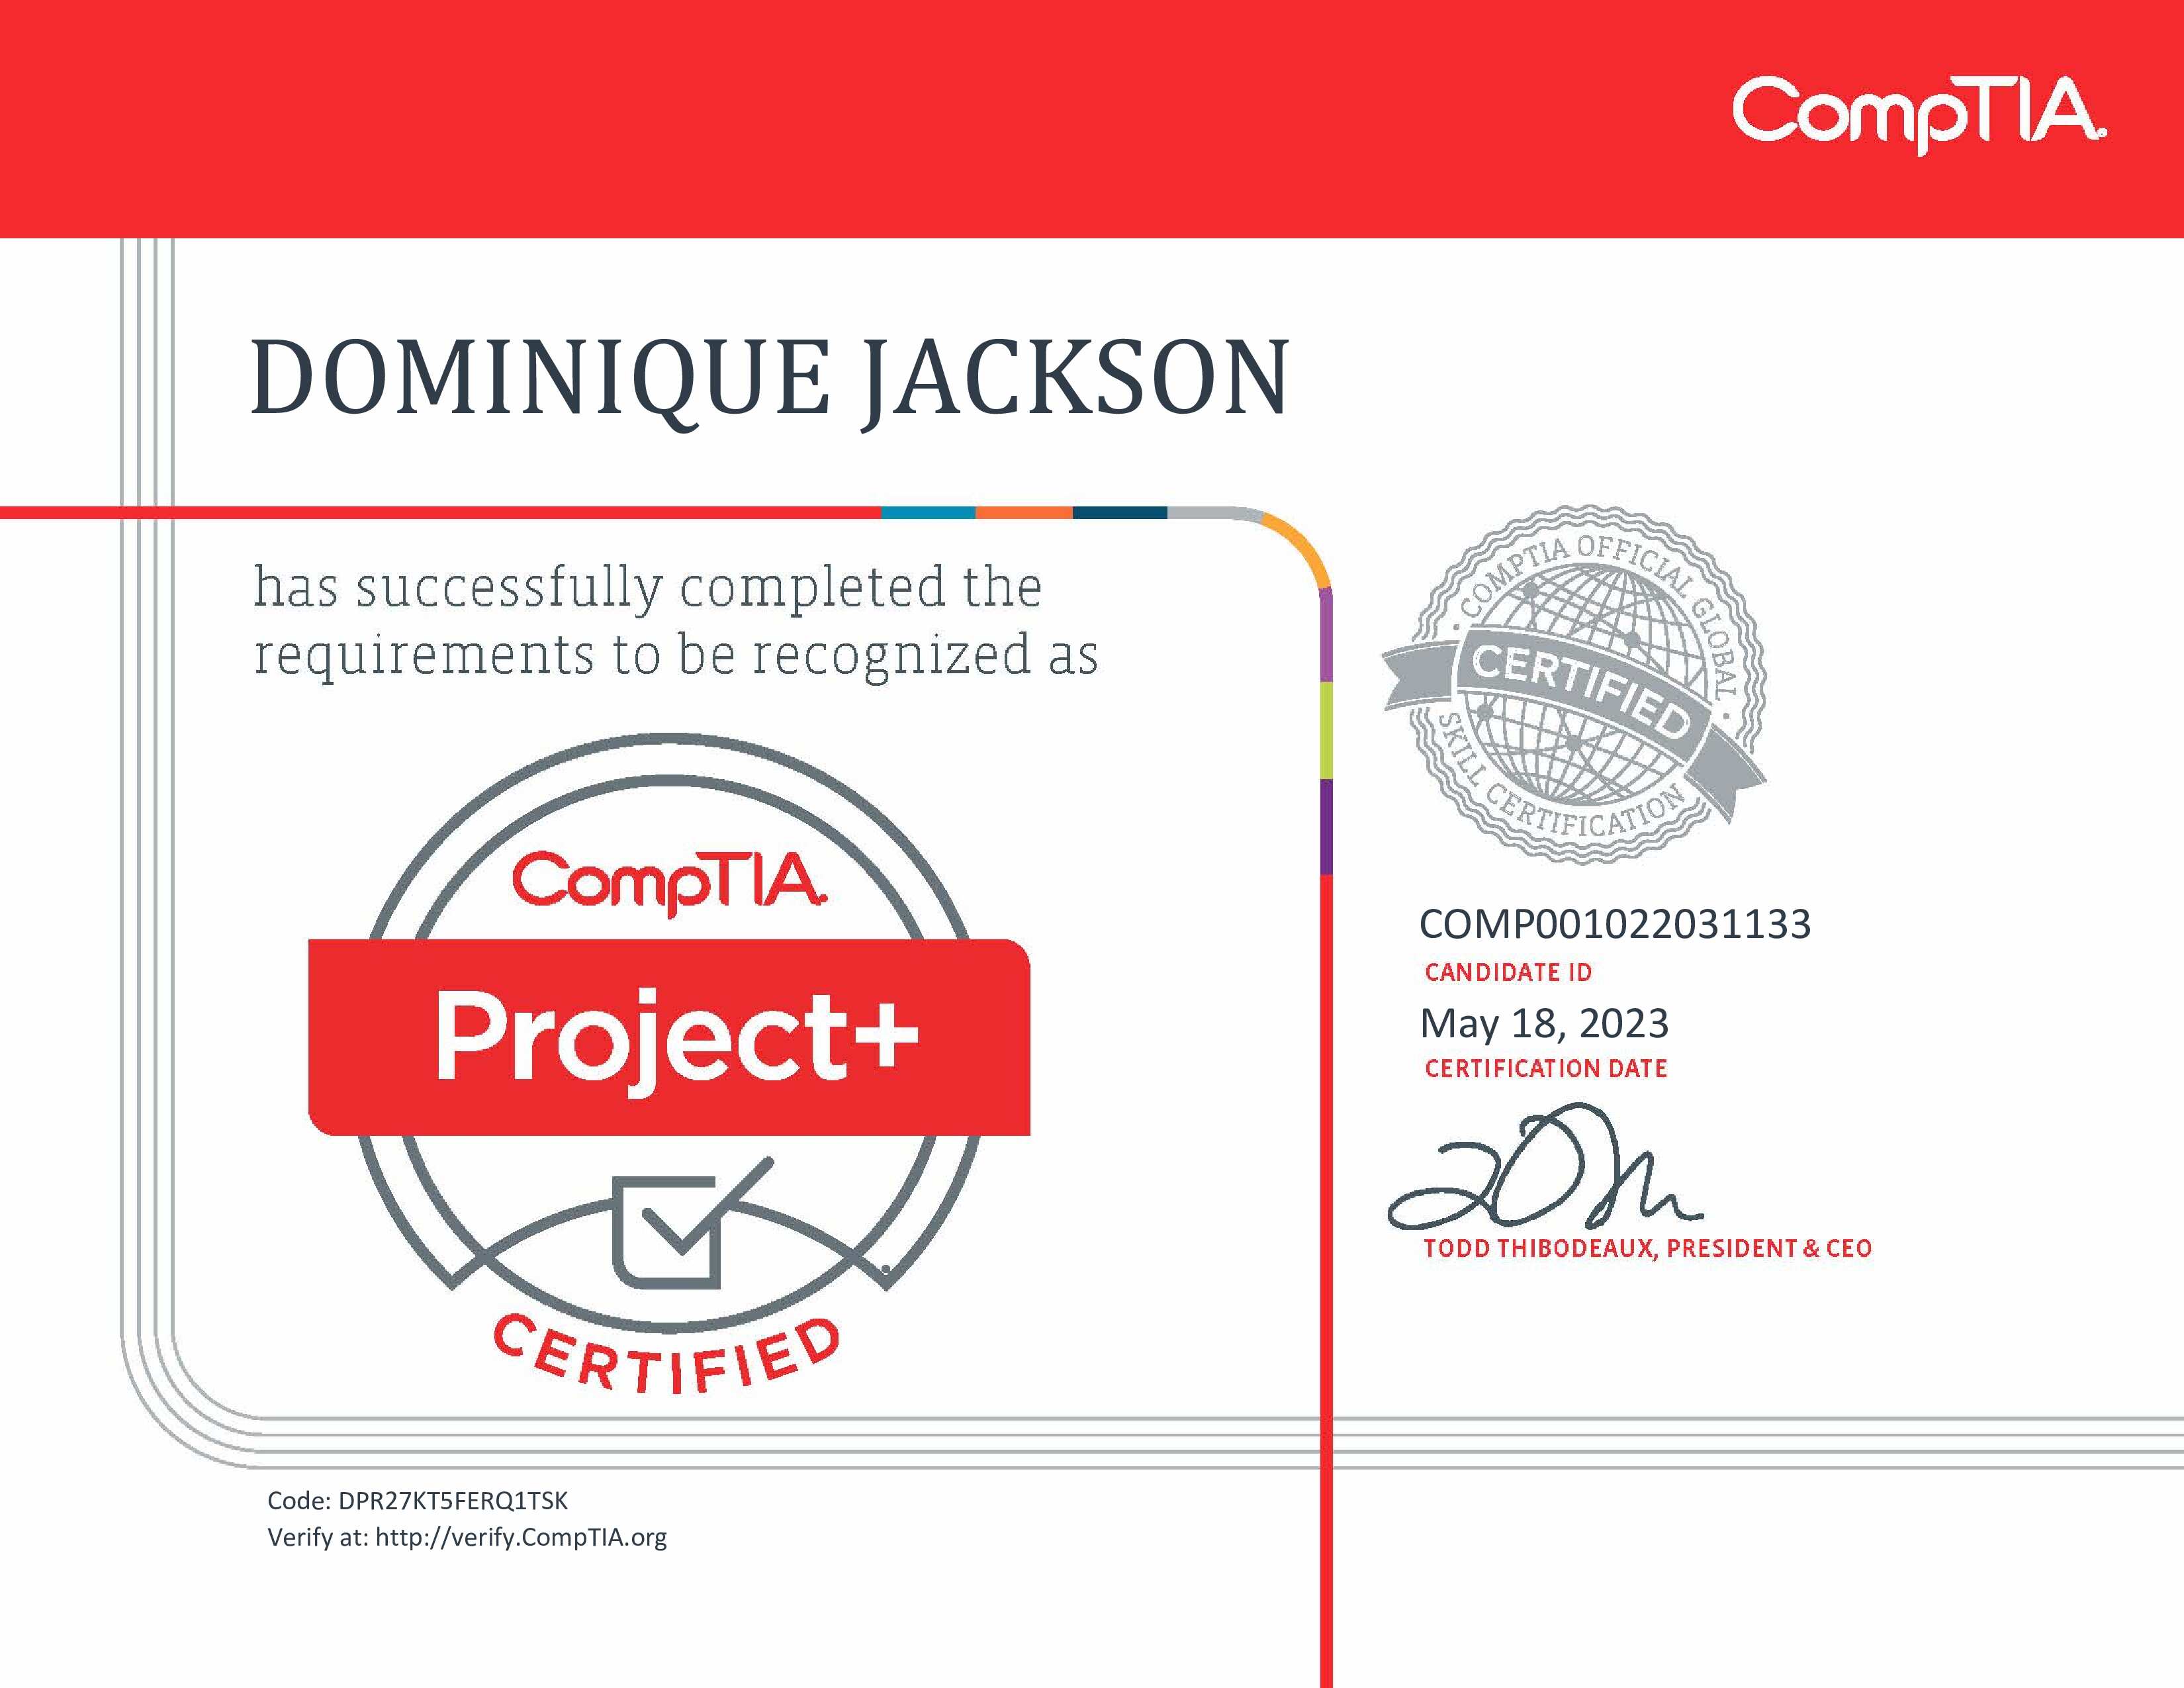 CompTIA.
DOMINIQUE JACKSON
has successfully completed the
requirements to be recognized as
CompTIA.
Project+
CERTIFIED
· COMPTIA OFFICIAL GLOBAL ·
CERTIFIED
SKILL CERTIFICATION
COMP001022031133
CANDIDATE ID
May 18, 2023
CERTIFICATION DATE
TODD THIBODEAUX, PRESIDENT & CEO
Code: DPR27KT5FERQ1TSK
Verify at: http://verify.CompTIA.org